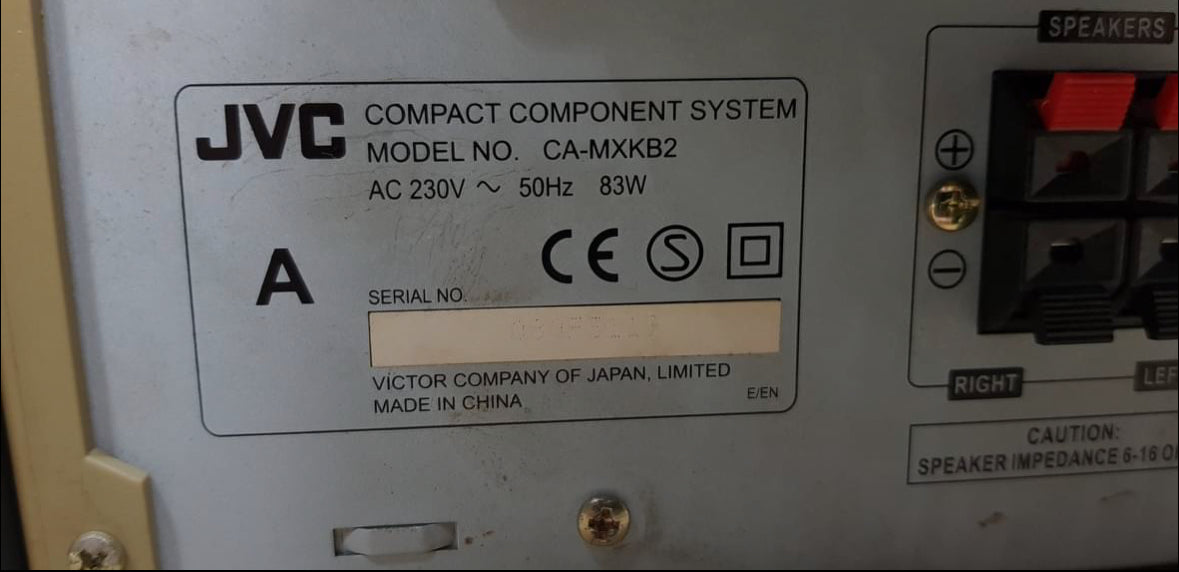 SPEAKERS
JVC COMPACT COMPONENT SYSTEM
MODEL NO. CA-MXKB2
AC 230V ~ 50Hz 83W
A
CE S
SERIAL NO.
VICTOR COMPANY OF JAPAN, LIMITED
MADE IN CHINA
E/EN
+
−
RIGHT
LEF
CAUTION:
SPEAKER IMPEDANCE 6-16 O